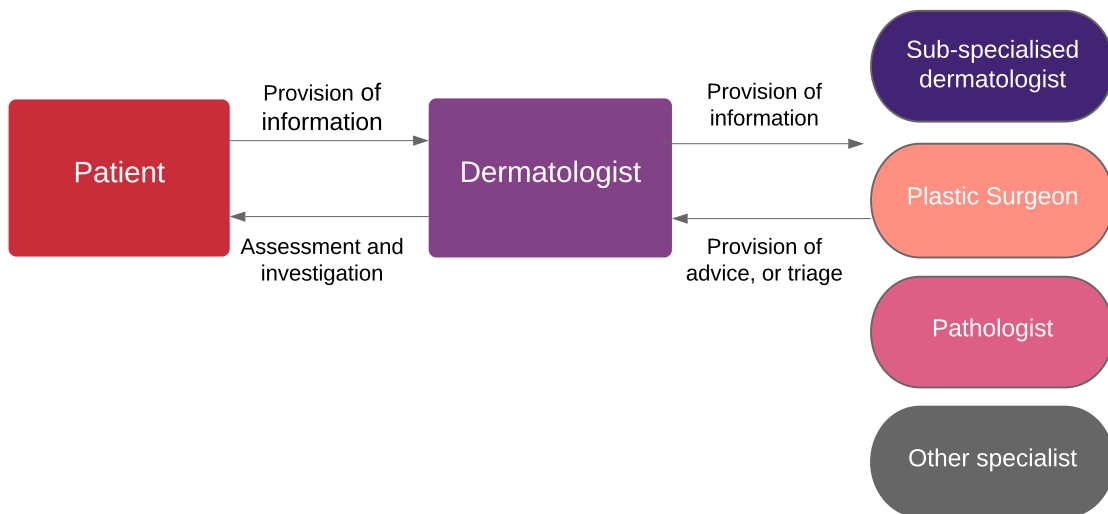 Patient
Provision of
information
Assessment and
investigation
Dermatologist
Provision of
information
Provision of
advice, or triage
Sub-specialised
dermatologist
Plastic Surgeon
Pathologist
Other specialist